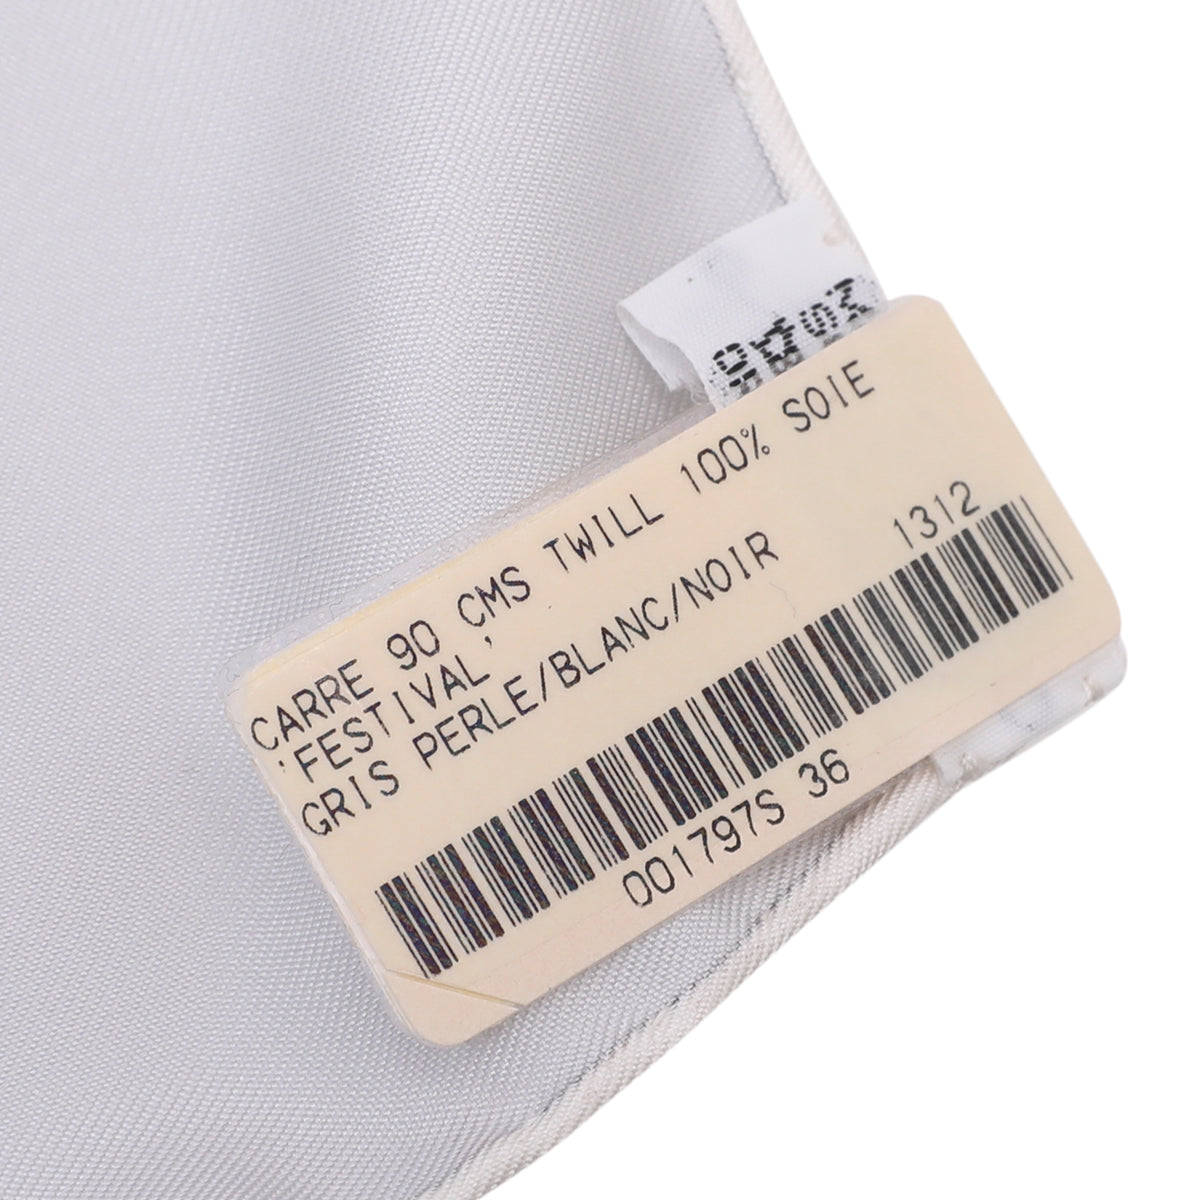 CARRE 90 CMS TWILL 100% SOIE
'FESTIVAL'
GRIS PERLE/BLANC/NOIR
1312
001797S 36